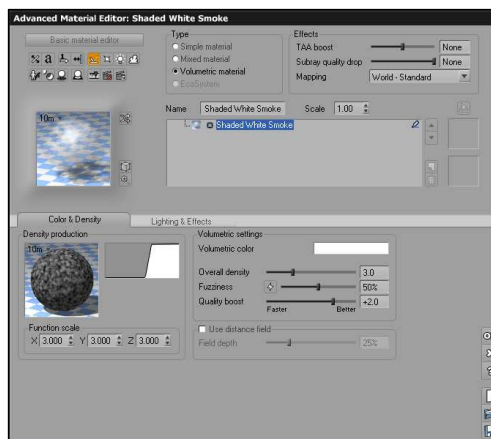 Advanced Material Editor: Shaded White Smoke
Basic material editor
Type
Simple material
Mixed material
Volumetric material
EcoSystem
Effects
TAA boost None
Subray quality drop None
Mapping World - Standard
10m
Name Shaded White Smoke Scale 1.00
Shaded White Smoke
Color & Density Lighting & Effects
Density production
10m
Function scale
X 3.000 Y 3.000 Z 3.000
Volumetric settings
Volumetric color
Overall density 3.0
Fuzziness 50%
Quality boost +2.0
Faster Better
Use distance field
Field depth 25%